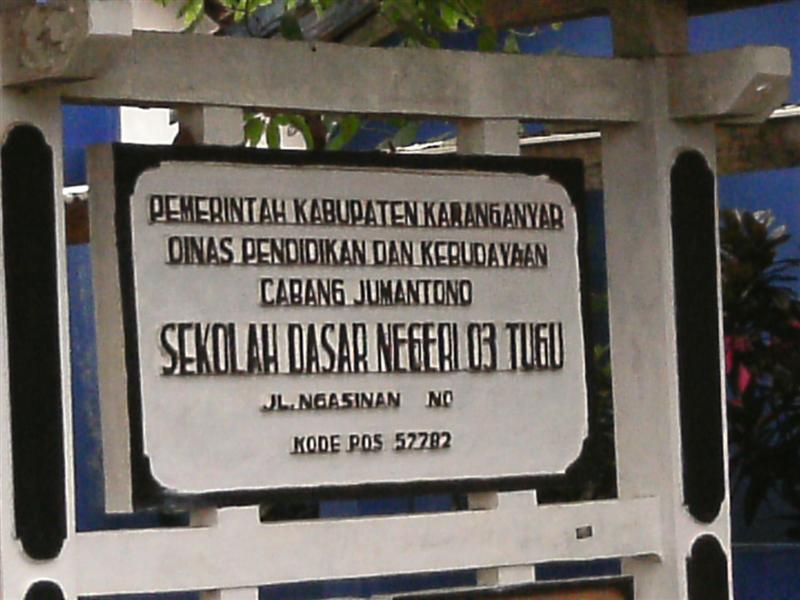 PEMERINTAH KABUPATEN KARANGANYAR
DINAS PENDIDIKAN DAN KEBUDAYAAN
CABANG JUMANTONO
SEKOLAH DASAR NEGERI 03 TUGU
JL. NGASINAN NO
KODE POS 57782